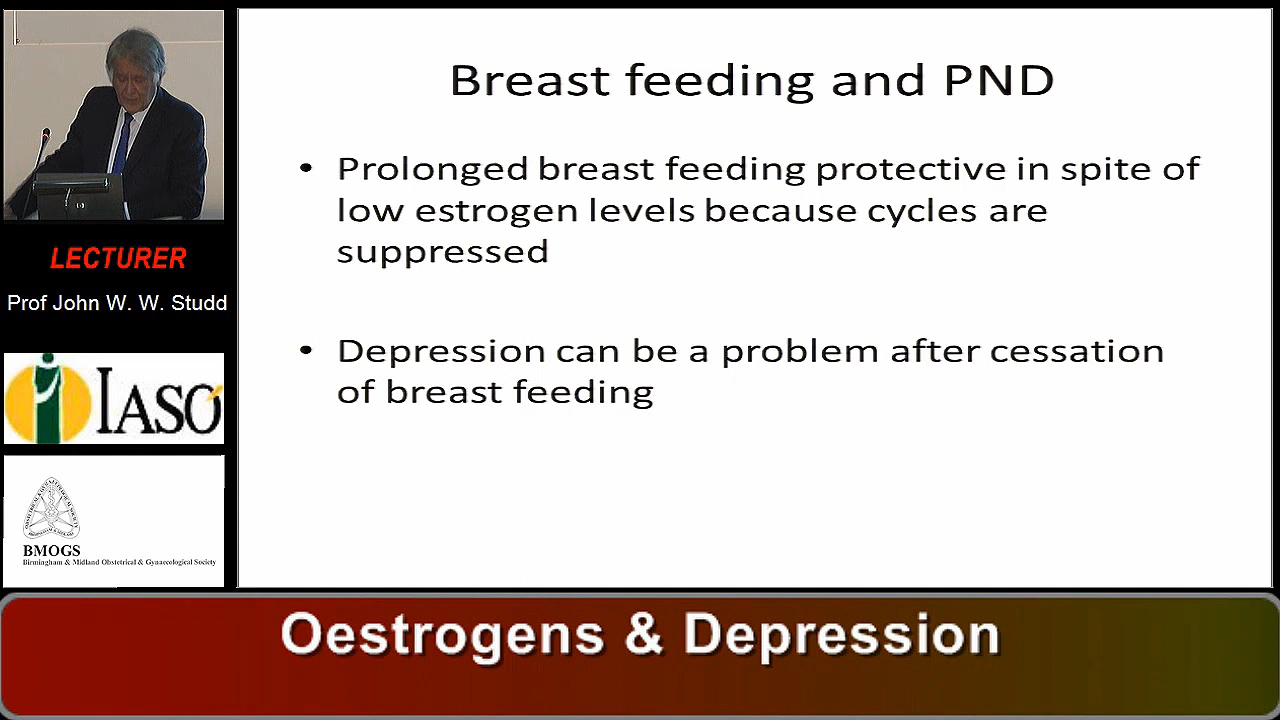 Breast feeding and PND
• Prolonged breast feeding protective in spite of
low estrogen levels because cycles are
suppressed
• Depression can be a problem after cessation
of breast feeding
LECTURER
Prof John W. W. Studd
IASO
BMOGS
Birmingham & Midland Obstetrical & Gynaecological Society
Oestrogens & Depression